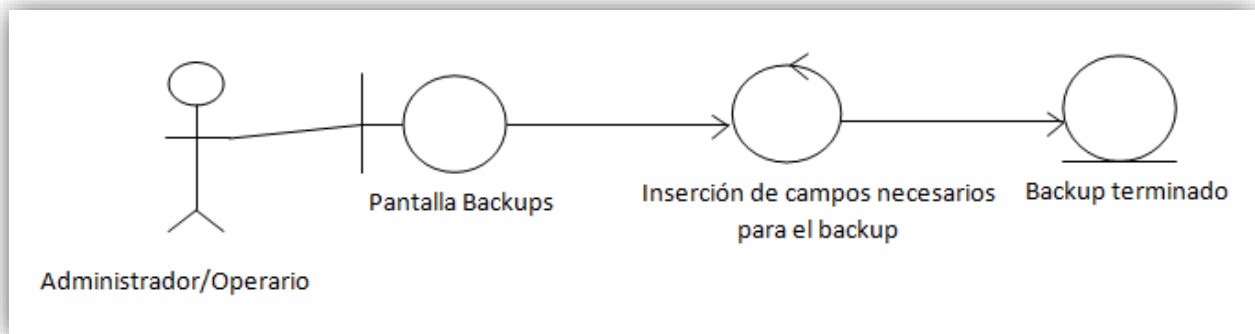 Pantalla Backups
Inserción de campos necesarios
para el backup
Backup terminado
Administrador/Operario